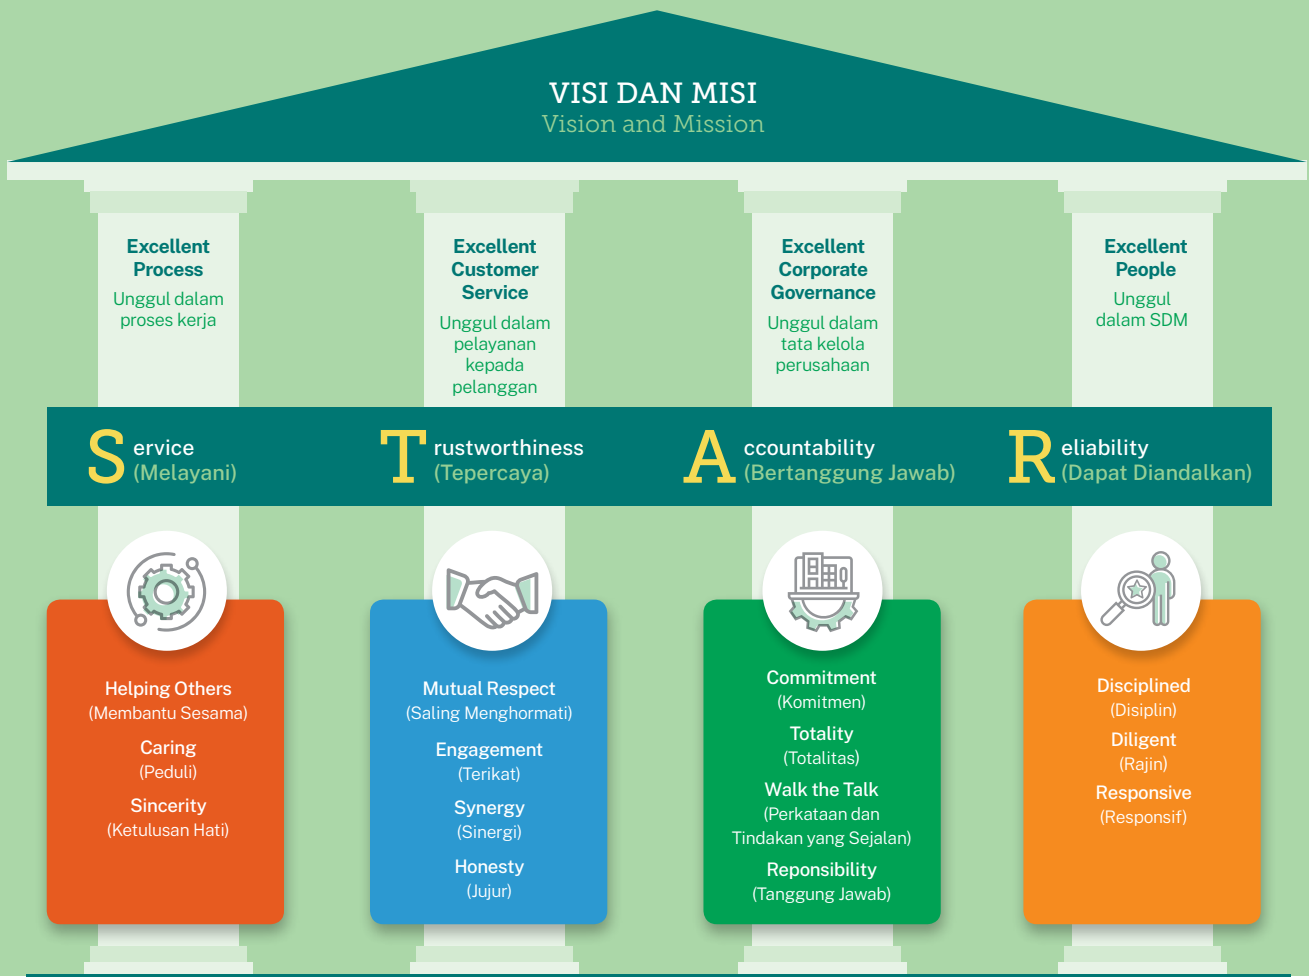 VISI DAN MISI
Vision and Mission
Excellent
Process
Unggul dalam
proses kerja
Excellent
Customer
Service
Unggul dalam
pelayanan
kepada
pelanggan
Excellent
Corporate
Governance
Unggul dalam
tata kelola
perusahaan
Excellent
People
Unggul
dalam SDM
Service
(Melayani)
Trustworthiness
(Tepercaya)
Accountability
(Bertanggung Jawab)
Reliability
(Dapat Diandalkan)
Helping Others
(Membantu Sesama)
Caring
(Peduli)
Sincerity
(Ketulusan Hati)
Mutual Respect
(Saling Menghormati)
Engagement
(Terikat)
Synergy
(Sinergi)
Honesty
(Jujur)
Commitment
(Komitmen)
Totality
(Totalitas)
Walk the Talk
(Perkataan dan
Tindakan yang Sejalan)
Reponsibility
(Tanggung Jawab)
Disciplined
(Disiplin)
Diligent
(Rajin)
Responsive
(Responsif)